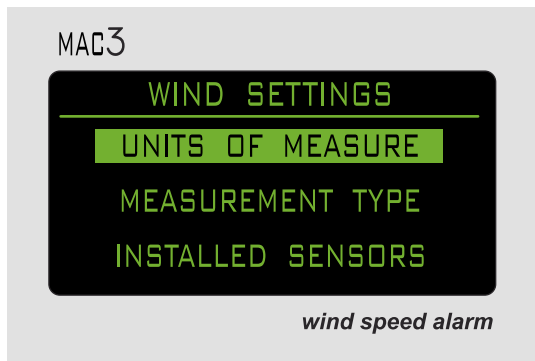 MAC3
WIND SETTINGS
UNITS OF MEASURE
MEASUREMENT TYPE
INSTALLED SENSORS
wind speed alarm